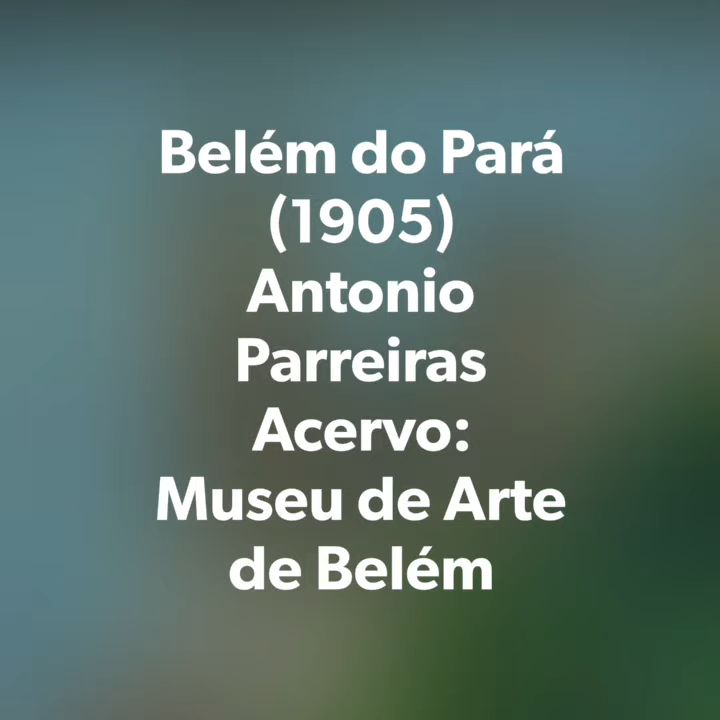 Belém do Pará
(1905)
Antonio
Parreiras
Acervo:
Museu de Arte
de Belém